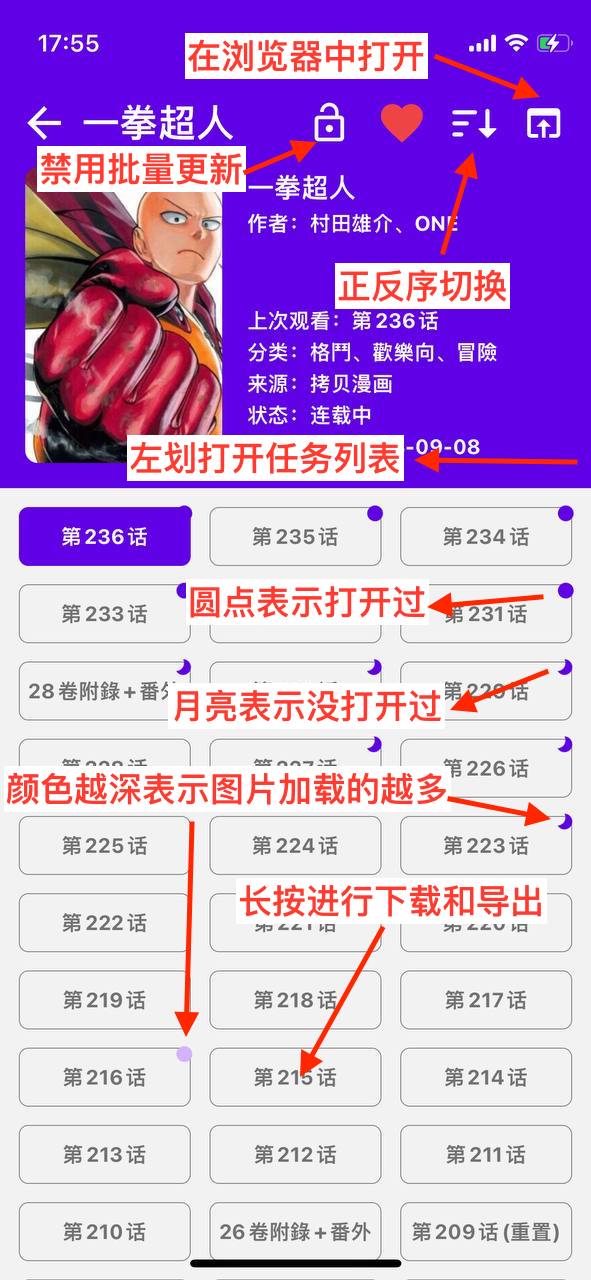 17:55
在浏览器中打开
一拳超人
禁用批量更新
一拳超人
作者：村田雄介、ONE
正反序切换
上次观看：第236话
分类：格鬥、歡樂向、冒險
来源：拷贝漫画
状态：连载中
-09-08
左划打开任务列表
第236话
第235话
第234话
第233话
圆点表示打开过
第231话
28卷附錄+番外
月亮表示没打开过
第229话
第226话
颜色越深表示图片加载的越多
第225话
第224话
第223话
长按进行下载和导出
第222话
第221话
第220话
第219话
第218话
第217话
第216话
第215话
第214话
第213话
第212话
第211话
第210话
26卷附錄+番外
第209话(重置)